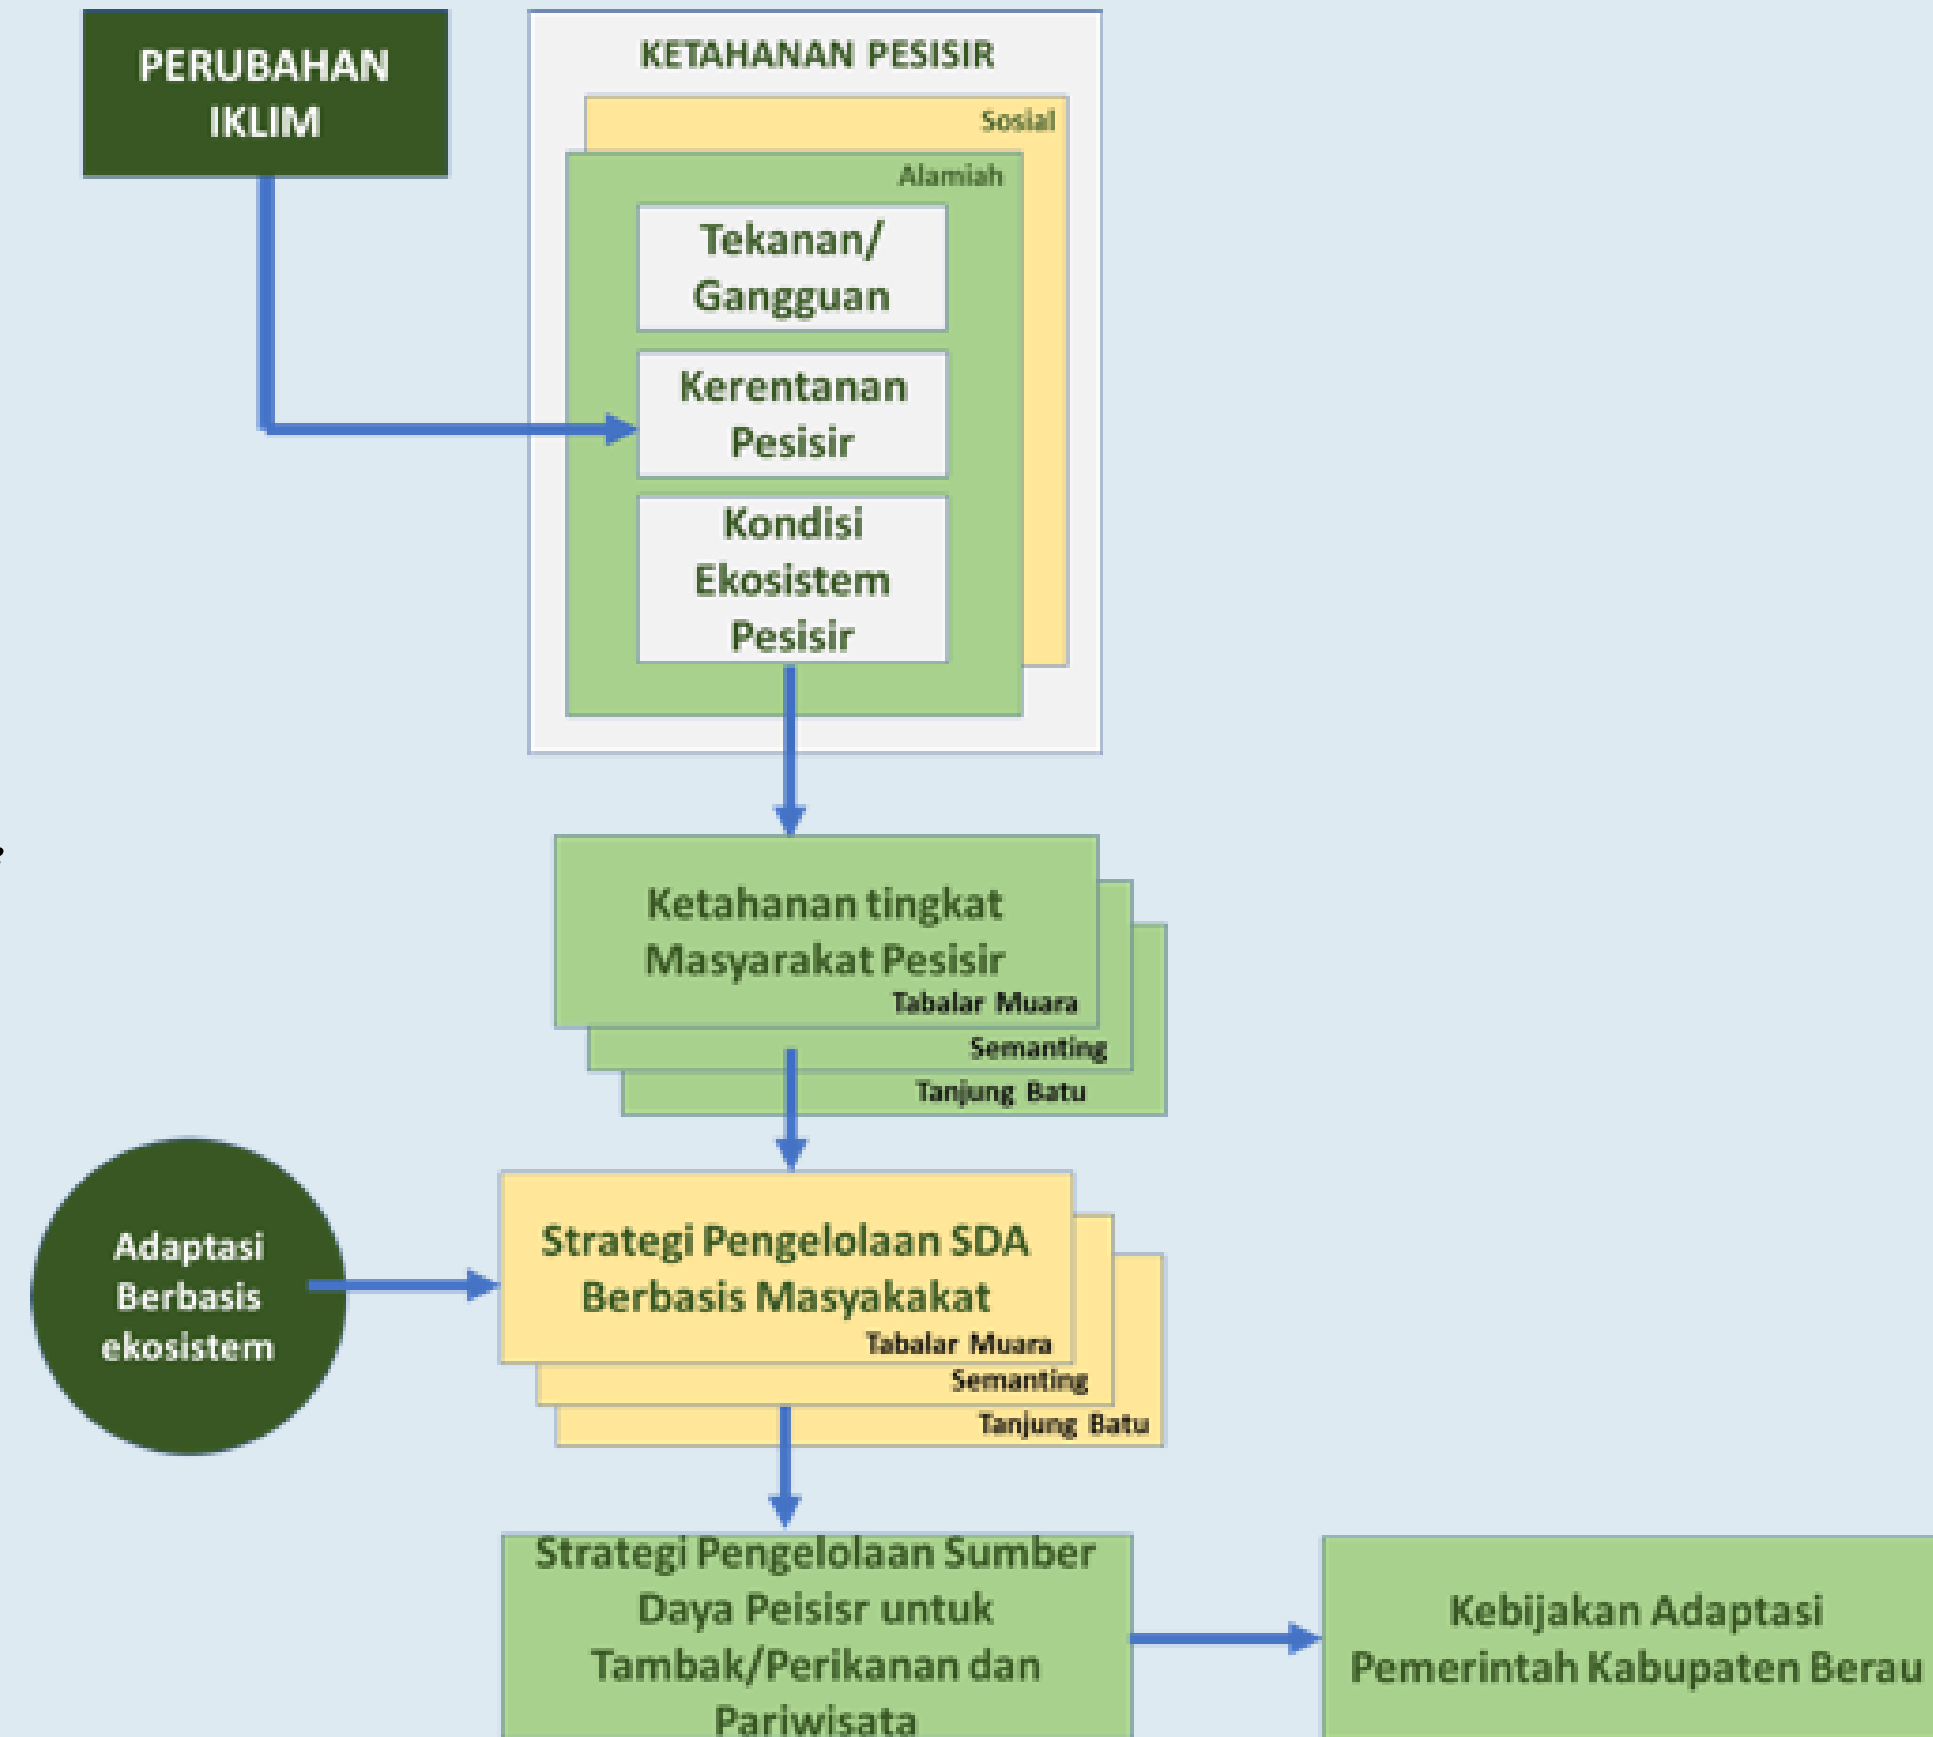 PERUBAHAN
IKLIM
KETAHANAN PESISIR
Sosial
Alamiah
Tekanan/
Gangguan
Kerentanan
Pesisir
Kondisi
Ekosistem
Pesisir
Ketahanan tingkat
Masyarakat Pesisir
Tabalar Muara
Semanting
Tanjung Batu
Adaptasi
Berbasis
ekosistem
Strategi Pengelolaan SDA
Berbasis Masyakakat
Tabalar Muara
Semanting
Tanjung Batu
Strategi Pengelolaan Sumber
Daya Peisisr untuk
Tambak/Perikanan dan
Pariwisata
Kebijakan Adaptasi
Pemerintah Kabupaten Berau